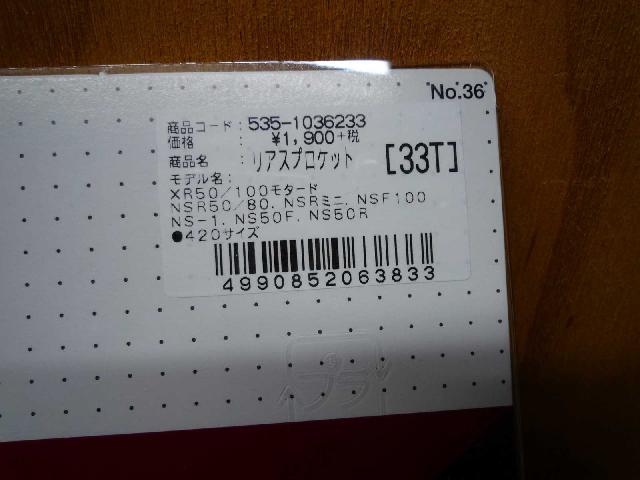 No.36
商品コード：535-1036233
価格　　　：¥1,900+税
商品名　：リアスプロケット [33T]
モデル名：
XR50/100モタード
NSR50/80、NSRミニ、NSF100
NS-1、NS50F、NS50R
●420サイズ
4990852063833
プラ